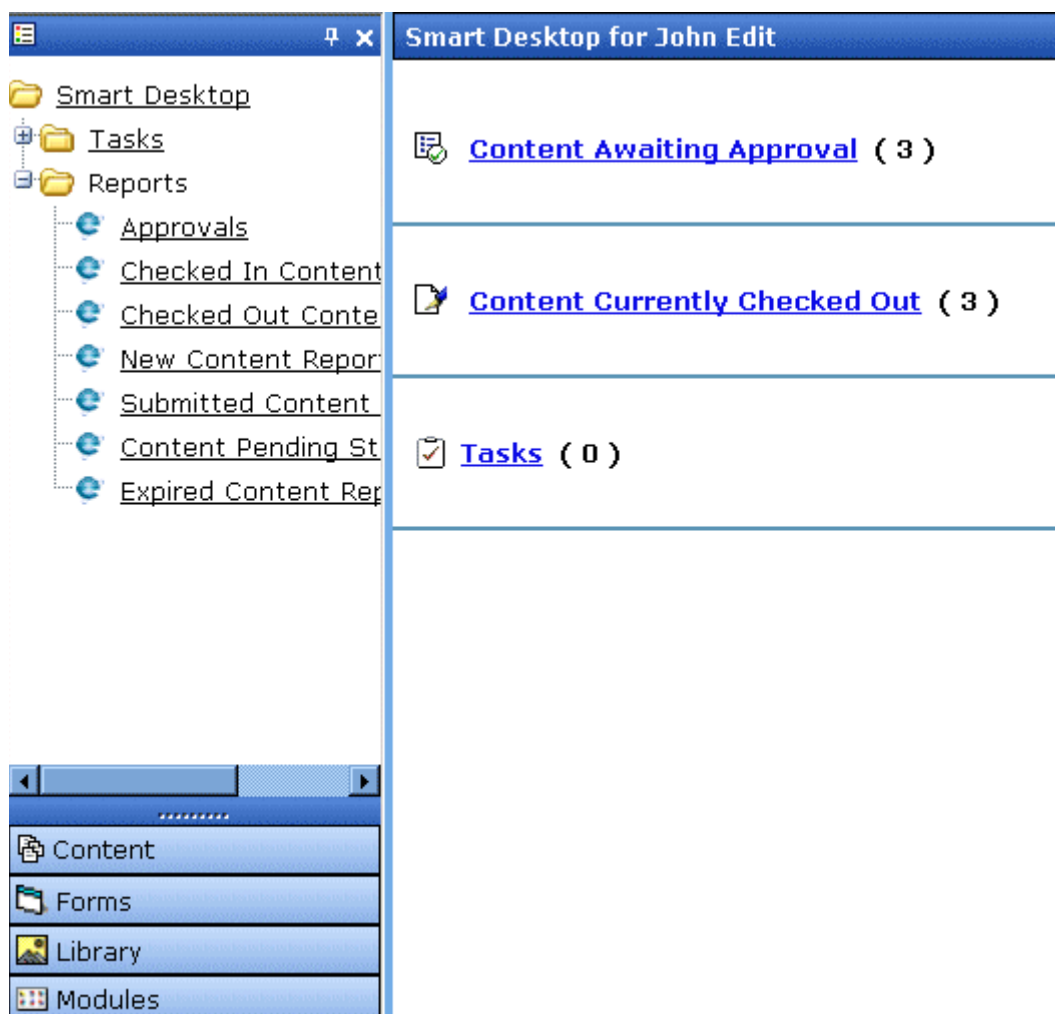 Smart Desktop
Tasks
Reports
Approvals
Checked In Content
Checked Out Conte
New Content Repor
Submitted Content
Content Pending St
Expired Content Rep
Content
Forms
Library
Modules
Smart Desktop for John Edit
Content Awaiting Approval ( 3 )
Content Currently Checked Out ( 3 )
Tasks ( 0 )